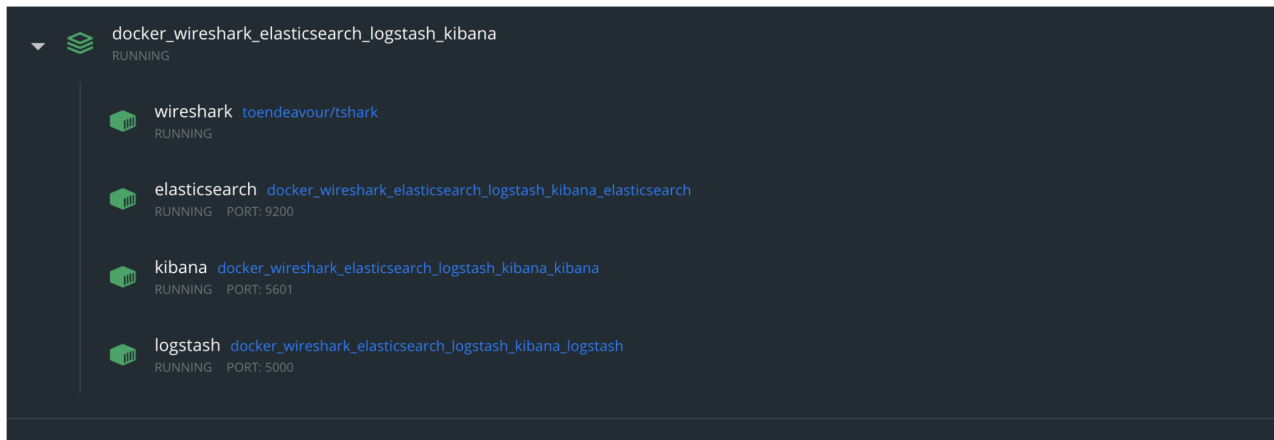 docker_wireshark_elasticsearch_logstash_kibana
RUNNING
wireshark toendeavour/tshark
RUNNING
elasticsearch docker_wireshark_elasticsearch_logstash_kibana_elasticsearch
RUNNING PORT: 9200
kibana docker_wireshark_elasticsearch_logstash_kibana_kibana
RUNNING PORT: 5601
logstash docker_wireshark_elasticsearch_logstash_kibana_logstash
RUNNING PORT: 5000